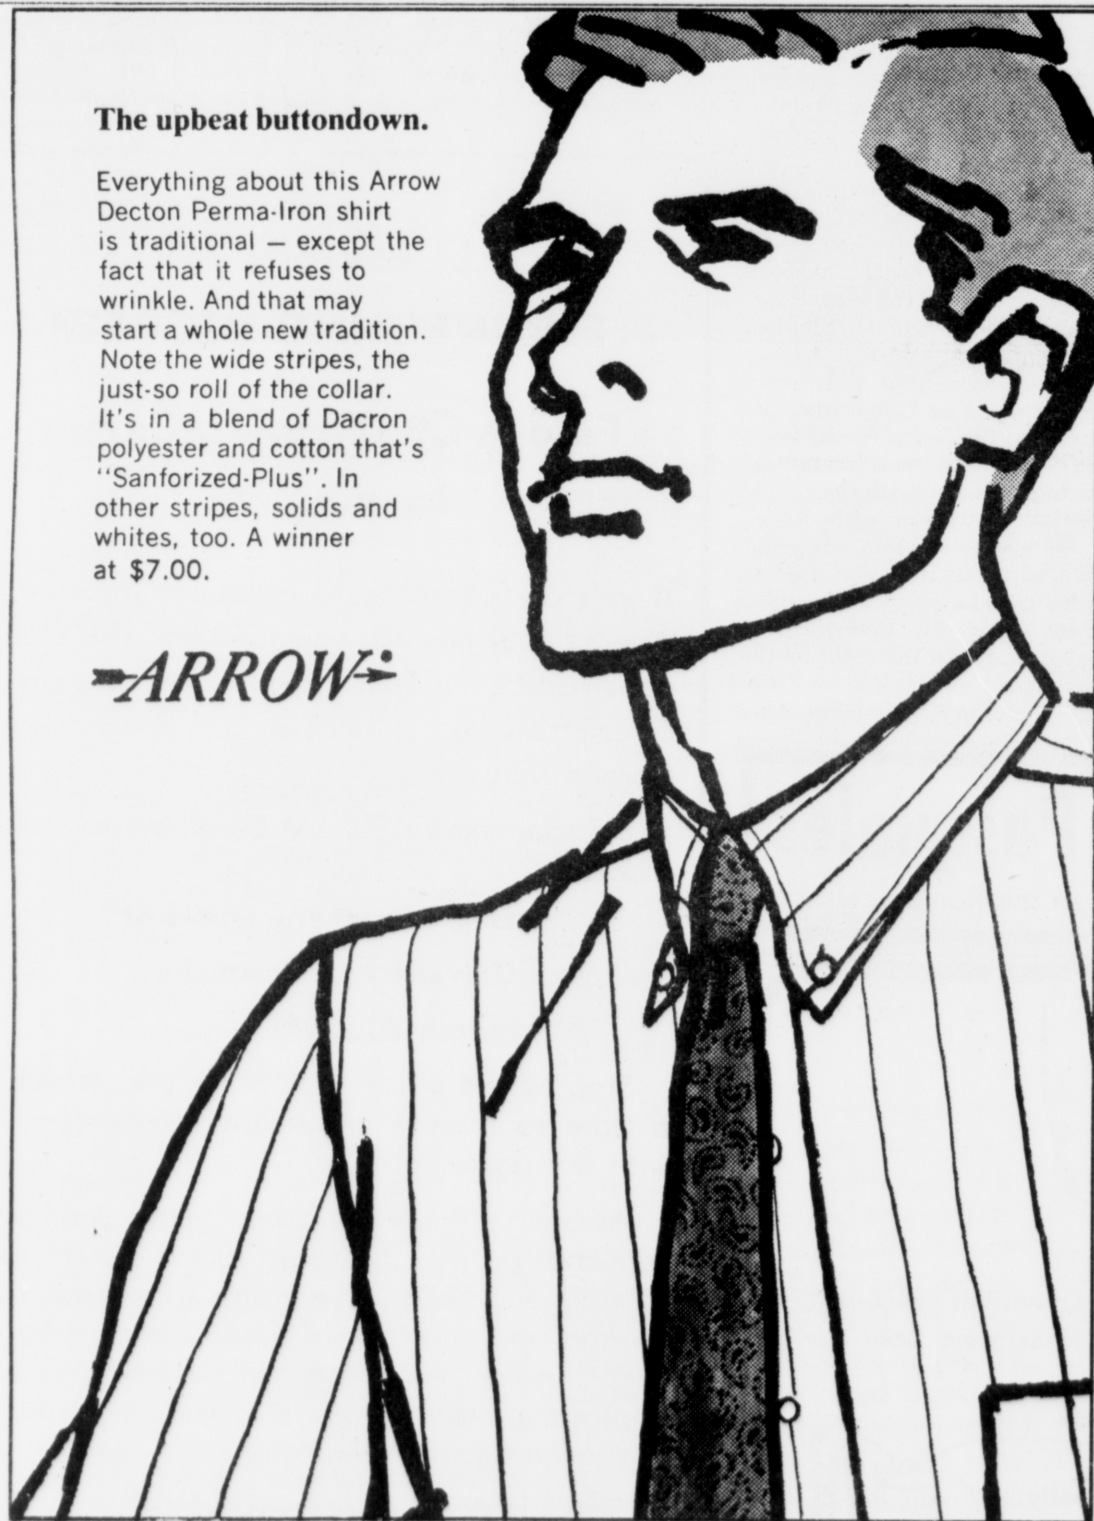 The upbeat buttondown.
Everything about this Arrow
Decton Perma-Iron shirt
is traditional — except the
fact that it refuses to
wrinkle. And that may
start a whole new tradition.
Note the wide stripes, the
just-so roll of the collar.
It's in a blend of Dacron
polyester and cotton that's
"Sanforized-Plus". In
other stripes, solids and
whites, too. A winner
at $7.00.
ARROW